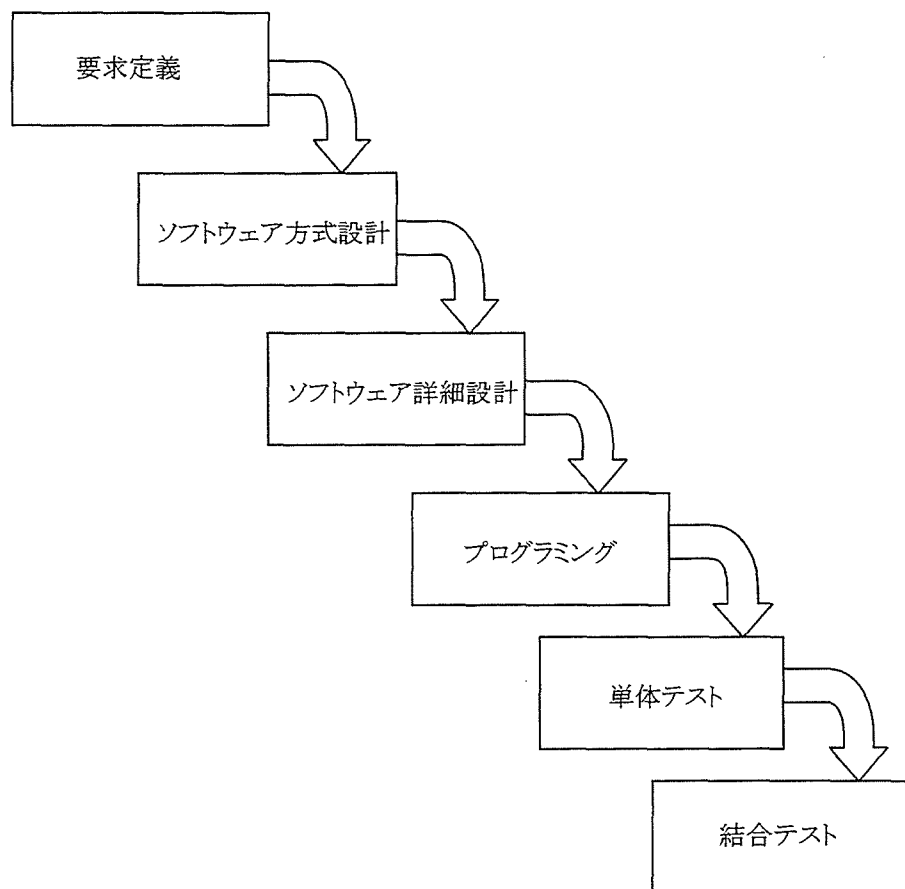 要求定義
ソフトウェア方式設計
ソフトウェア詳細設計
プログラミング
単体テスト
結合テスト